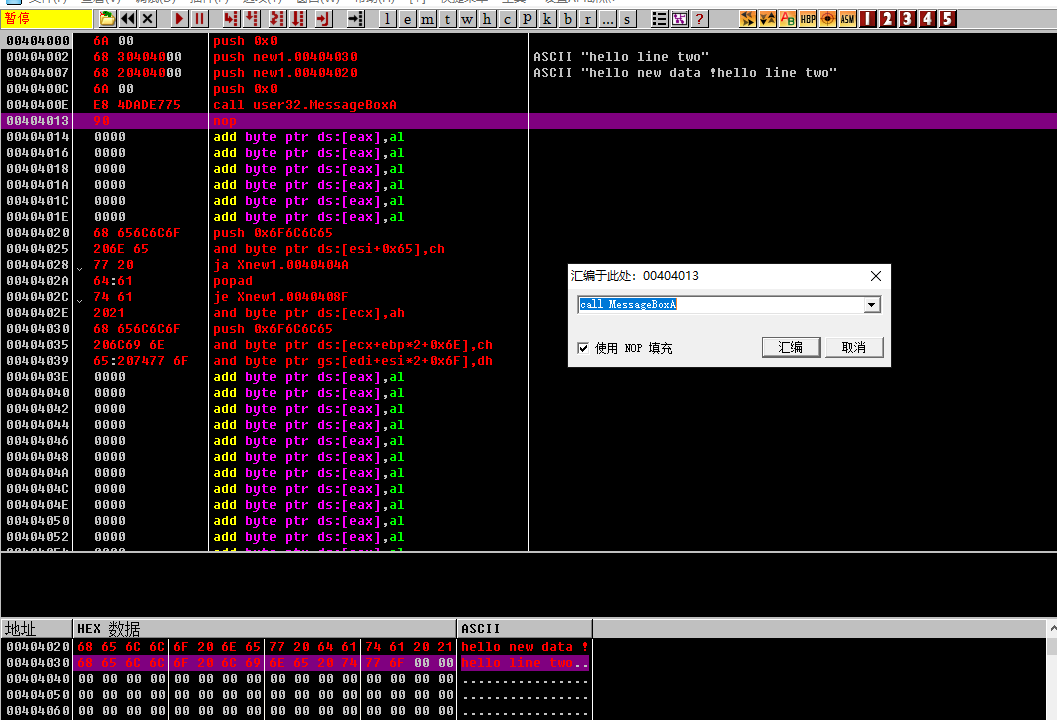 暂停
l e m t w h c p k b r ... s
? BHP ASM 1 2 3 4 5
00404000 6A 00 push 0x0
00404002 68 30404000 push new1.00404030 ASCII "hello line two"
00404007 68 20404000 push new1.00404020 ASCII "hello new data !hello line two"
0040400C 6A 00 push 0x0
0040400E E8 4DADE775 call user32.MessageBoxA
00404013 90 nop
00404014 0000 add byte ptr ds:[eax],al
00404016 0000 add byte ptr ds:[eax],al
00404018 0000 add byte ptr ds:[eax],al
0040401A 0000 add byte ptr ds:[eax],al
0040401C 0000 add byte ptr ds:[eax],al
0040401E 0000 add byte ptr ds:[eax],al
00404020 68 656C6C6F push 0x6F6C6C65
00404025 206E 65 and byte ptr ds:[esi+0x65],ch
00404028 77 20 ja Xnew1.0040404A
0040402A 64:61 popad
0040402C 74 61 je Xnew1.0040408F
0040402E 2021 and byte ptr ds:[ecx],ah
00404030 68 656C6C6F push 0x6F6C6C65
00404035 206C69 6E and byte ptr ds:[ecx+ebp*2+0x6E],ch
00404039 65:207477 6F and byte ptr gs:[edi+esi*2+0x6F],dh
0040403E 0000 add byte ptr ds:[eax],al
00404040 0000 add byte ptr ds:[eax],al
00404042 0000 add byte ptr ds:[eax],al
00404044 0000 add byte ptr ds:[eax],al
00404046 0000 add byte ptr ds:[eax],al
00404048 0000 add byte ptr ds:[eax],al
0040404A 0000 add byte ptr ds:[eax],al
0040404C 0000 add byte ptr ds:[eax],al
0040404E 0000 add byte ptr ds:[eax],al
00404050 0000 add byte ptr ds:[eax],al
00404052 0000 add byte ptr ds:[eax],al
汇编于此处: 00404013
call MessageBoxA
使用 NOP 填充 汇编 取消
地址 HEX 数据 ASCII
00404020 68 65 6C 6C 6F 20 6E 65 77 20 64 61 74 61 20 21 hello new data !
00404030 68 65 6C 6C 6F 20 6C 69 6E 65 20 74 77 6F 00 00 hello line two..
00404040 00 00 00 00 00 00 00 00 00 00 00 00 00 00 00 00 ................
00404050 00 00 00 00 00 00 00 00 00 00 00 00 00 00 00 00 ................
00404060 00 00 00 00 00 00 00 00 00 00 00 00 00 00 00 00 ................